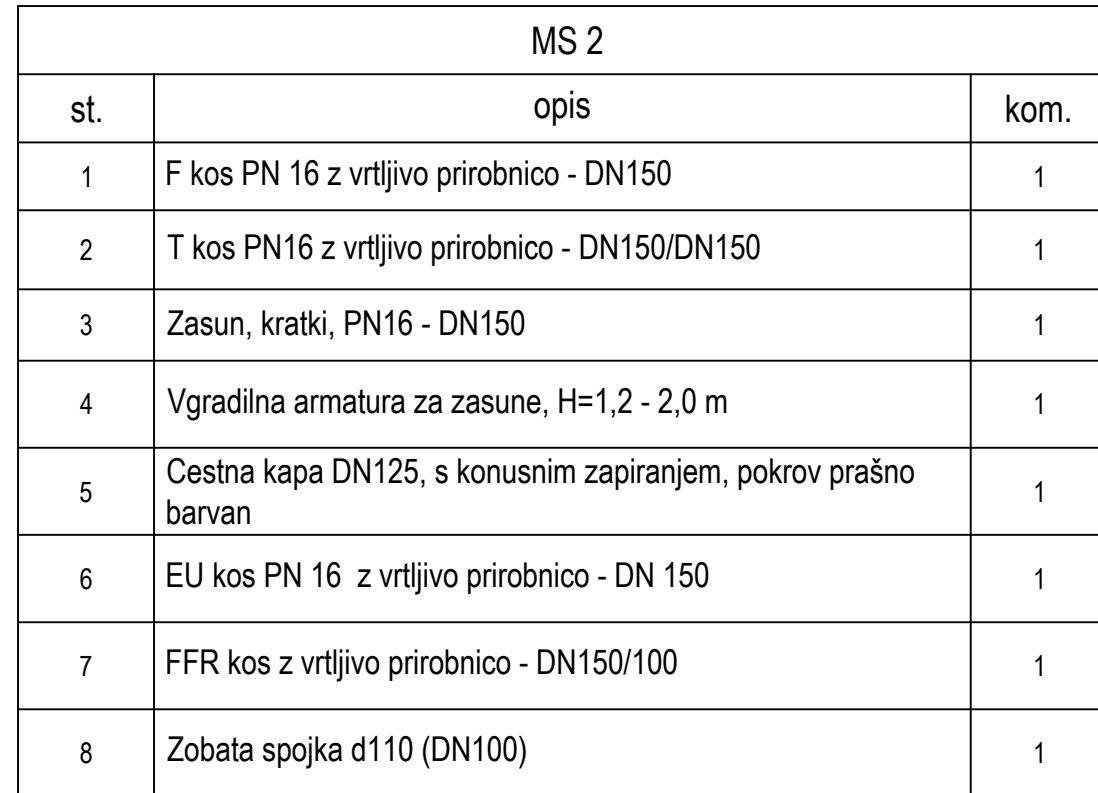 MS 2
st. opis kom.
1 F kos PN 16 z vrtljivo prirobnico - DN150 1
2 T kos PN16 z vrtljivo prirobnico - DN150/DN150 1
3 Zasun, kratki, PN16 - DN150 1
4 Vgradilna armatura za zasune, H=1,2 - 2,0 m 1
5 Cestna kapa DN125, s konusnim zapiranjem, pokrov prašno
barvan 1
6 EU kos PN 16 z vrtljivo prirobnico - DN 150 1
7 FFR kos z vrtljivo prirobnico - DN150/100 1
8 Zobata spojka d110 (DN100) 1